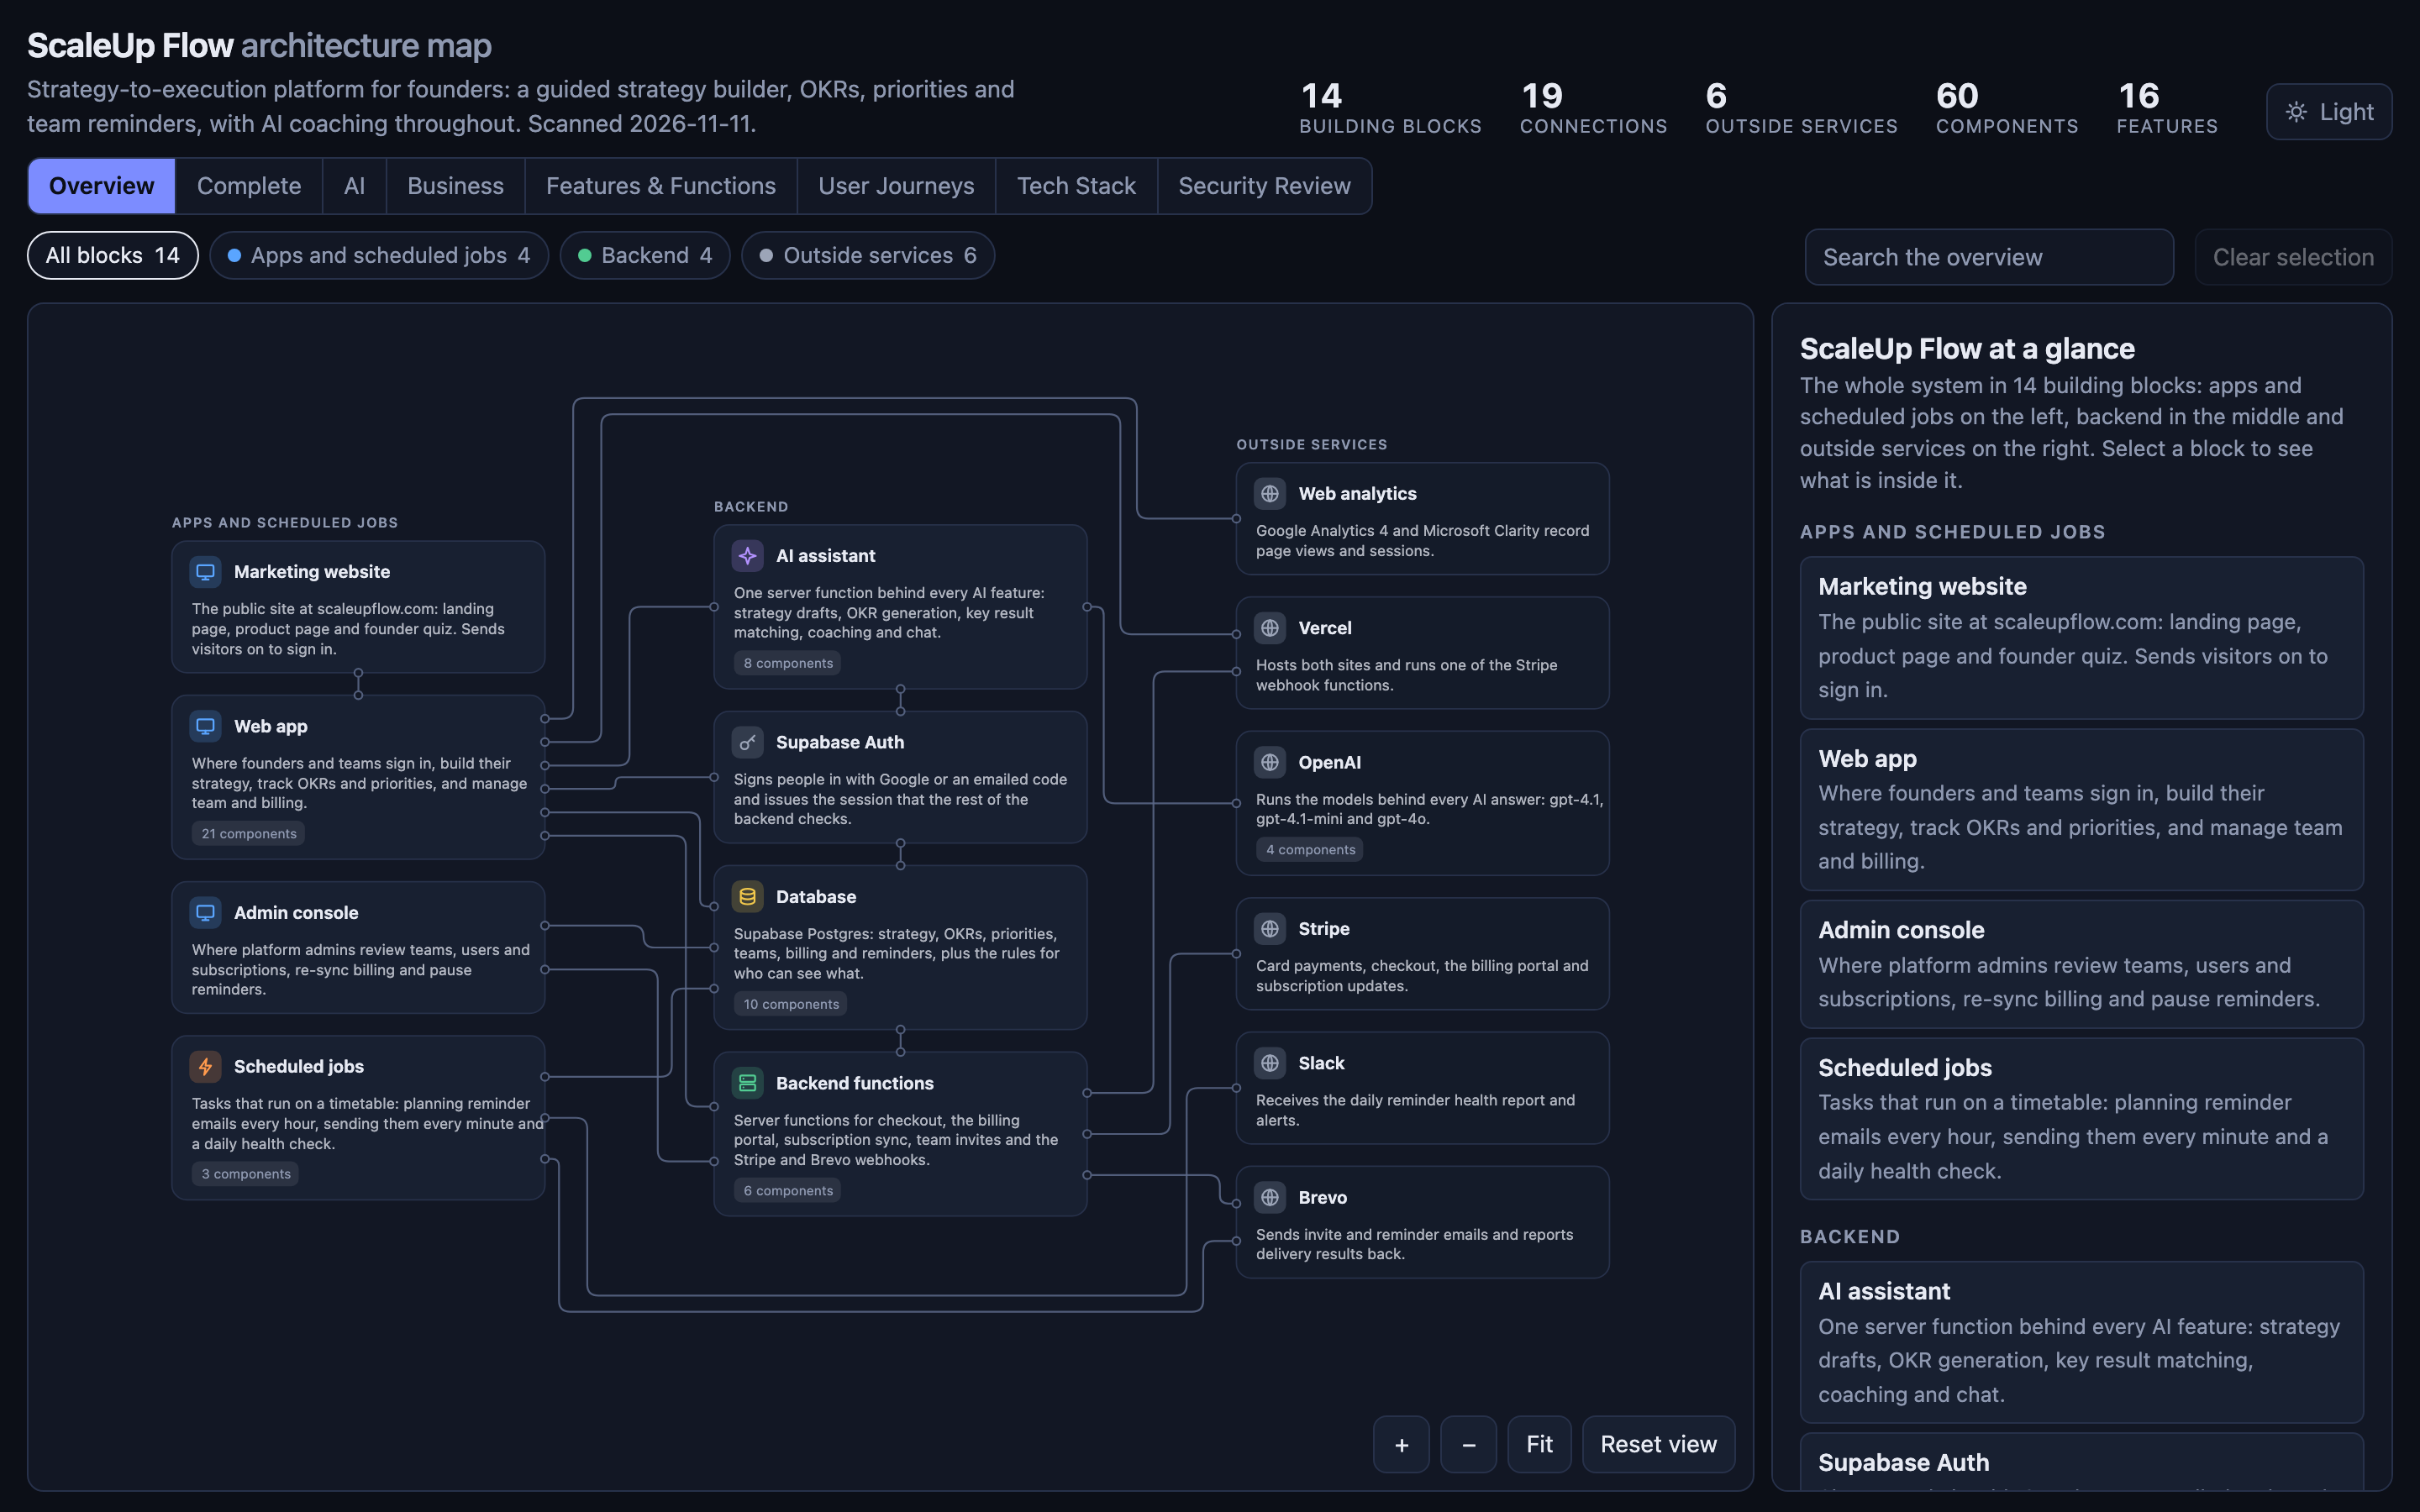 ScaleUp Flow architecture map
Strategy-to-execution platform for founders: a guided strategy builder, OKRs, priorities and
team reminders, with AI coaching throughout. Scanned 2026-11-11.
14
BUILDING BLOCKS
19
CONNECTIONS
6
OUTSIDE SERVICES
60
COMPONENTS
16
FEATURES
Light
Overview
Complete
AI
Business
Features & Functions
User Journeys
Tech Stack
Security Review
All blocks 14
Apps and scheduled jobs 4
Backend 4
Outside services 6
Search the overview
Clear selection
APPS AND SCHEDULED JOBS
Marketing website
The public site at scaleupflow.com: landing
page, product page and founder quiz. Sends
visitors on to sign in.
Web app
Where founders and teams sign in, build their
strategy, track OKRs and priorities, and manage
team and billing.
21 components
Admin console
Where platform admins review teams, users and
subscriptions, re-sync billing and pause
reminders.
Scheduled jobs
Tasks that run on a timetable: planning reminder
emails every hour, sending them every minute and
a daily health check.
3 components
BACKEND
AI assistant
One server function behind every AI feature:
strategy drafts, OKR generation, key result
matching, coaching and chat.
8 components
Supabase Auth
Signs people in with Google or an emailed code
and issues the session that the rest of the
backend checks.
Database
Supabase Postgres: strategy, OKRs, priorities,
teams, billing and reminders, plus the rules for
who can see what.
10 components
Backend functions
Server functions for checkout, the billing
portal, subscription sync, team invites and the
Stripe and Brevo webhooks.
6 components
OUTSIDE SERVICES
Web analytics
Google Analytics 4 and Microsoft Clarity record
page views and sessions.
Vercel
Hosts both sites and runs one of the Stripe
webhook functions.
OpenAI
Runs the models behind every AI answer: gpt-4.1,
gpt-4.1-mini and gpt-4o.
4 components
Stripe
Card payments, checkout, the billing portal and
subscription updates.
Slack
Receives the daily reminder health report and
alerts.
Brevo
Sends invite and reminder emails and reports
delivery results back.
+
−
Fit
Reset view
ScaleUp Flow at a glance
The whole system in 14 building blocks: apps and
scheduled jobs on the left, backend in the middle and
outside services on the right. Select a block to see
what is inside it.
APPS AND SCHEDULED JOBS
Marketing website
The public site at scaleupflow.com: landing page,
product page and founder quiz. Sends visitors on to
sign in.
Web app
Where founders and teams sign in, build their
strategy, track OKRs and priorities, and manage team
and billing.
Admin console
Where platform admins review teams, users and
subscriptions, re-sync billing and pause reminders.
Scheduled jobs
Tasks that run on a timetable: planning reminder
emails every hour, sending them every minute and a
daily health check.
BACKEND
AI assistant
One server function behind every AI feature: strategy
drafts, OKR generation, key result matching,
coaching and chat.
Supabase Auth